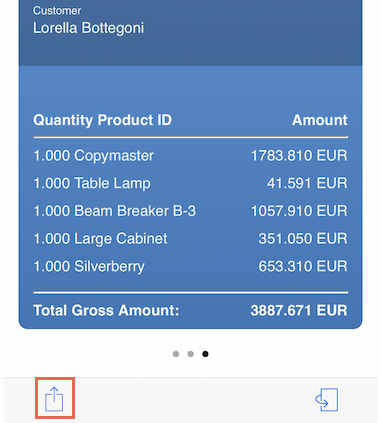 Customer
Lorella Bottegoni
Quantity Product ID Amount
1.000 Copymaster 1783.810 EUR
1.000 Table Lamp 41.591 EUR
1.000 Beam Breaker B-3 1057.910 EUR
1.000 Large Cabinet 351.050 EUR
1.000 Silverberry 653.310 EUR
Total Gross Amount: 3887.671 EUR